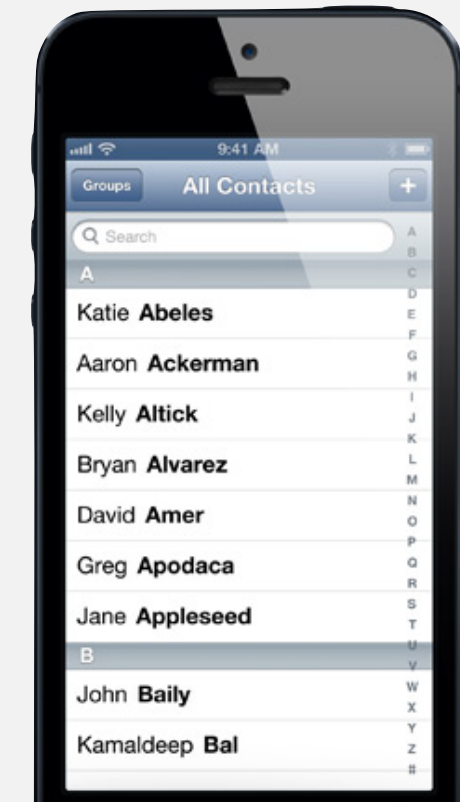 9:41 AM
Groups
All Contacts
+
Search
A
Katie Abeles
Aaron Ackerman
Kelly Altick
Bryan Alvarez
David Amer
Greg Apodaca
Jane Appleseed
B
John Baily
Kamaldeep Bal
A
B
C
D
E
F
G
H
I
J
K
L
M
N
O
P
Q
R
S
T
U
V
W
X
Y
Z
#